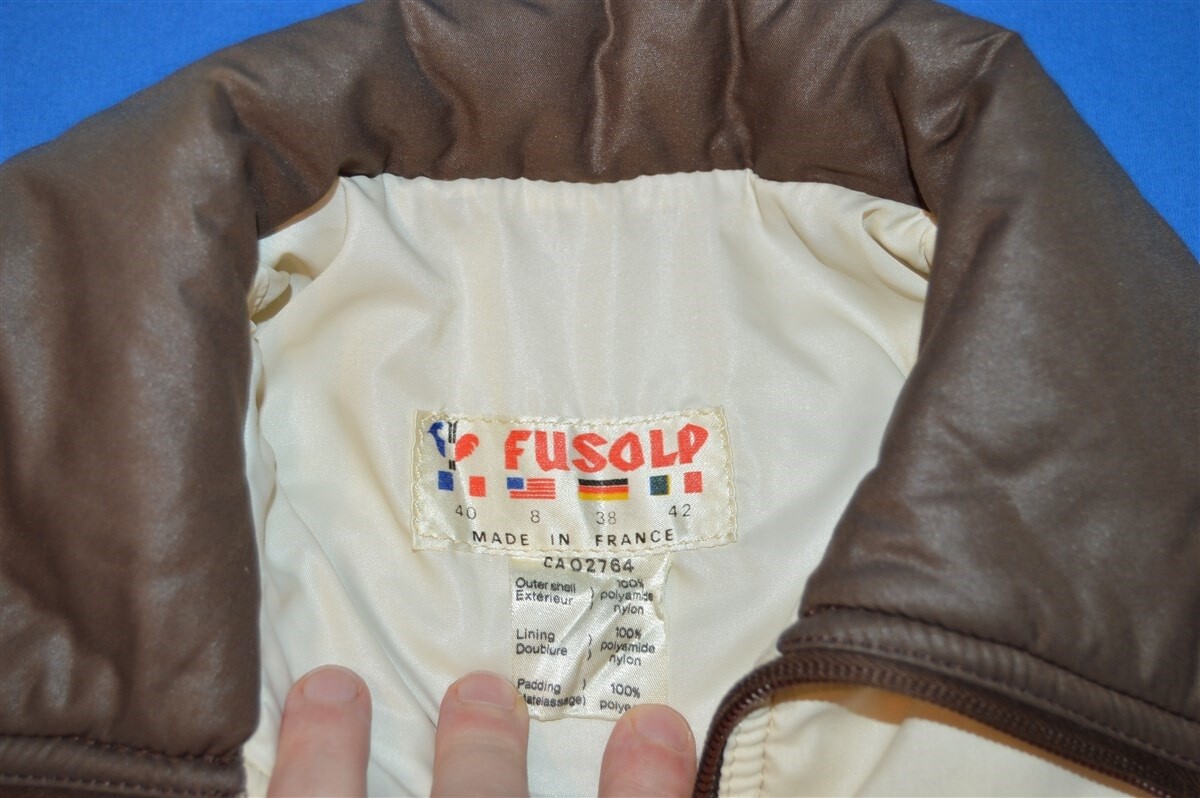 FUSOLP
40 8 38 42
MADE IN FRANCE
CA02764
Outer shell ) 100%
Extérieur ) polyamide
nylon
Lining ) 100%
Doublure ) polyamide
nylon
Padding ) 100%